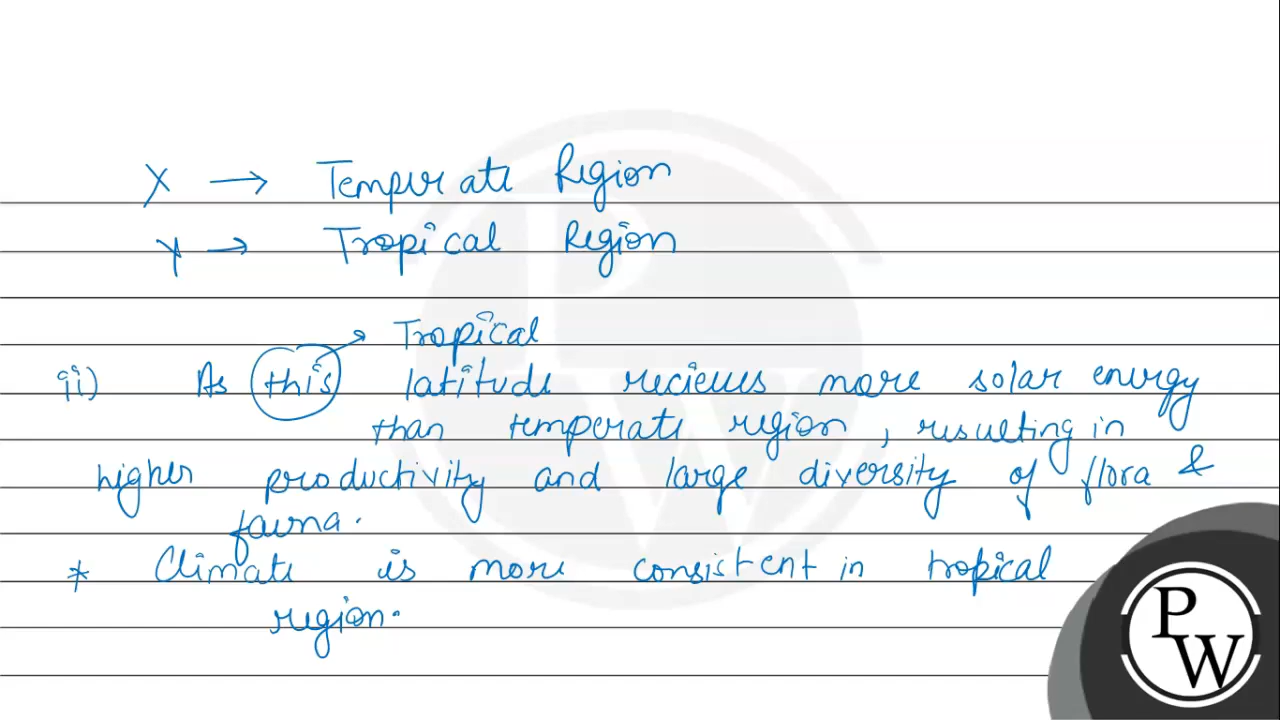 X → Temperate Region
Y → Tropical Region
Tropical
ii) As this latitude recieves more solar energy
than temperate region, resulting in
higher productivity and large diversity of flora &
fauna.
* Climate is more consistent in tropical
region.
PW
PW